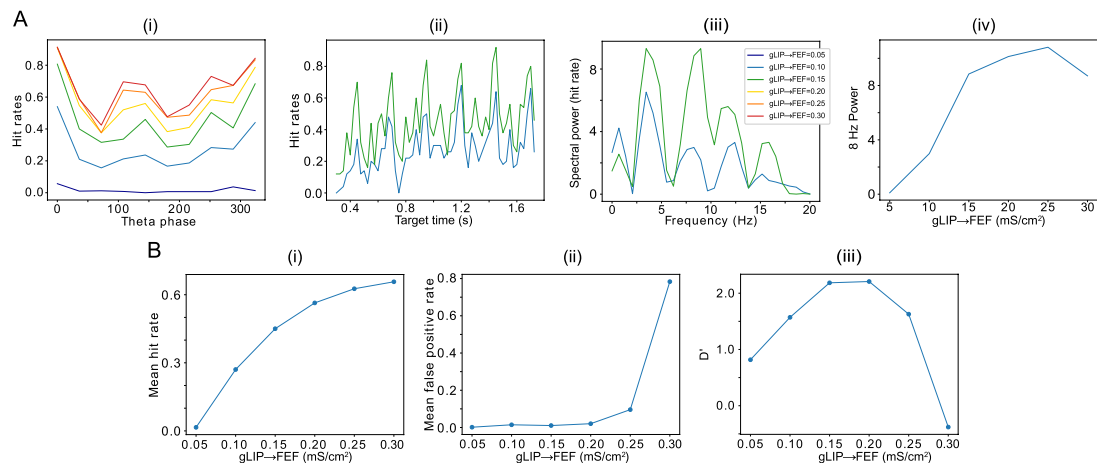 A
(i)
(ii)
(iii)
(iv)
Hit rates
0.8
0.6
0.4
0.2
0.0
0
100
200
300
Theta phase
Hit rates
0.8
0.6
0.4
0.2
0.0
0.4
0.8
1.2
1.6
Target time (s)
Spectral power (hit rate)
8
4
0
0
5
10
15
20
Frequency (Hz)
gLIP→FEF=0.05
gLIP→FEF=0.10
gLIP→FEF=0.15
gLIP→FEF=0.20
gLIP→FEF=0.25
gLIP→FEF=0.30
8 Hz Power
12
8
4
0
5
10
15
20
25
30
gLIP→FEF (mS/cm²)
B
(i)
(ii)
(iii)
Mean hit rate
0.6
0.3
0.0
0.05
0.10
0.15
0.20
0.25
0.30
gLIP→FEF (mS/cm²)
Mean false positive rate
0.8
0.6
0.4
0.2
0.0
0.05
0.10
0.15
0.20
0.25
0.30
gLIP→FEF (mS/cm²)
D'
2.0
1.0
0.0
0.05
0.10
0.15
0.20
0.25
0.30
gLIP→FEF (mS/cm²)